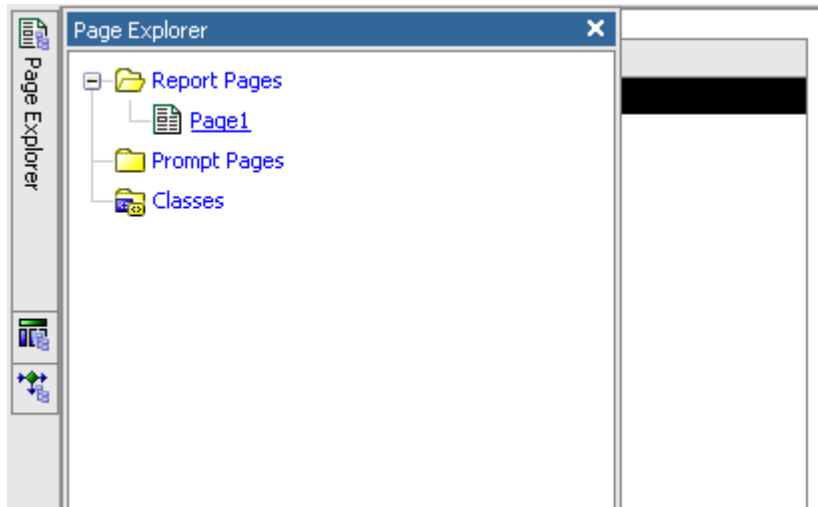 Page Explorer
Page Explorer
Report Pages
Page1
Prompt Pages
Classes